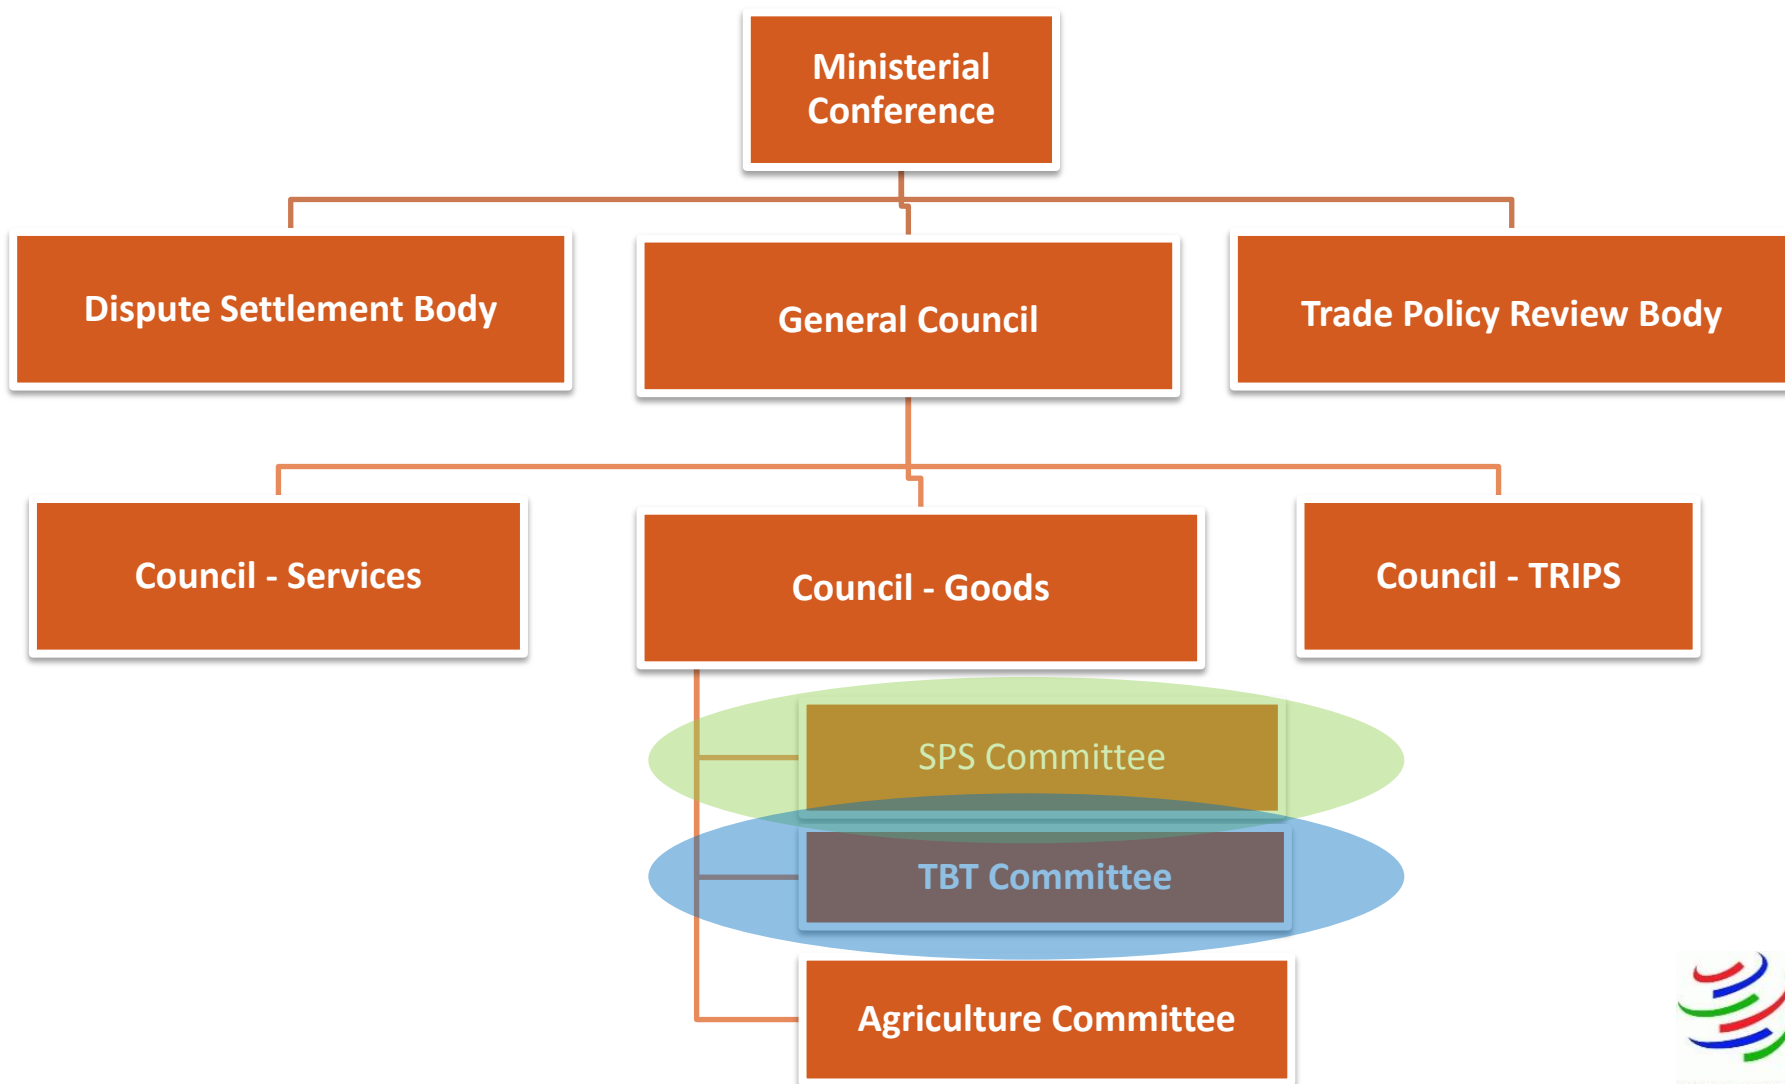 Ministerial
Conference
Dispute Settlement Body
General Council
Trade Policy Review Body
Council - Services
Council - Goods
Council - TRIPS
SPS Committee
TBT Committee
Agriculture Committee